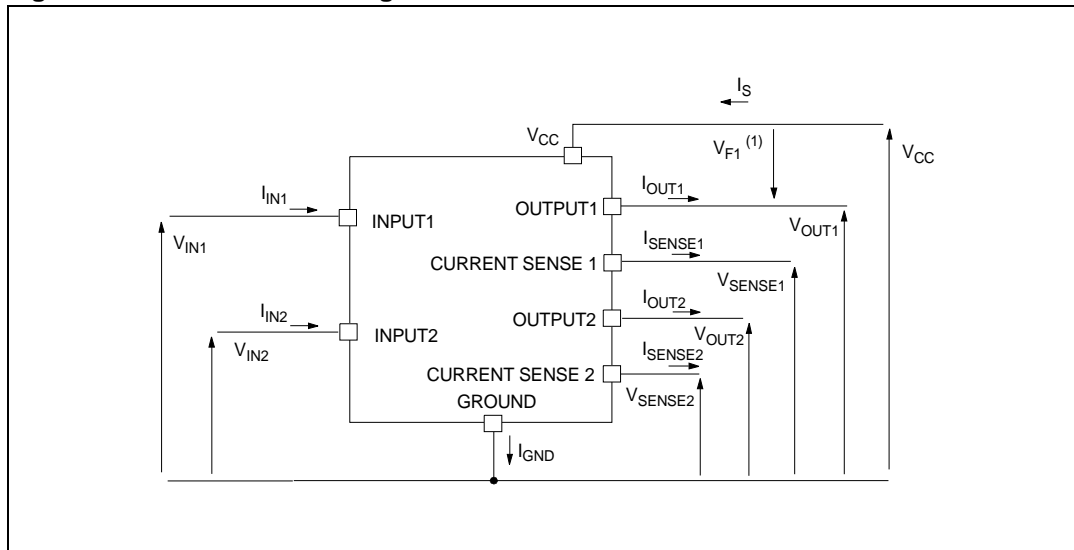 I_S
V_CC
V_F1 (1)
V_CC
I_IN1
I_OUT1
INPUT1
OUTPUT1
V_IN1
V_OUT1
I_SENSE1
CURRENT SENSE 1
V_SENSE1
I_IN2
I_OUT2
INPUT2
OUTPUT2
V_OUT2
V_IN2
I_SENSE2
CURRENT SENSE 2
V_SENSE2
GROUND
I_GND